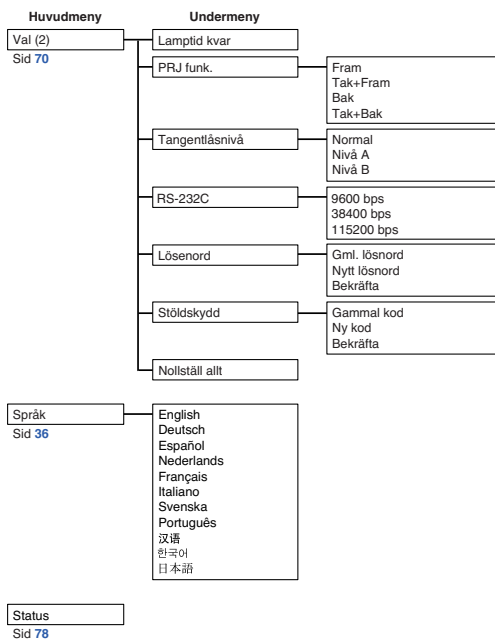 Huvudmeny
Undermeny
Val (2)
Sid 70
Lamptid kvar
PRJ funk.
Fram
Tak+Fram
Bak
Tak+Bak
Tangentlåsnivå
Normal
Nivå A
Nivå B
RS-232C
9600 bps
38400 bps
115200 bps
Lösenord
Gml. lösnord
Nytt lösnord
Bekräfta
Stöldskydd
Gammal kod
Ny kod
Bekräfta
Nollställ allt
Språk
Sid 36
English
Deutsch
Español
Nederlands
Français
Italiano
Svenska
Português
汉语
한국어
日本語
Status
Sid 78